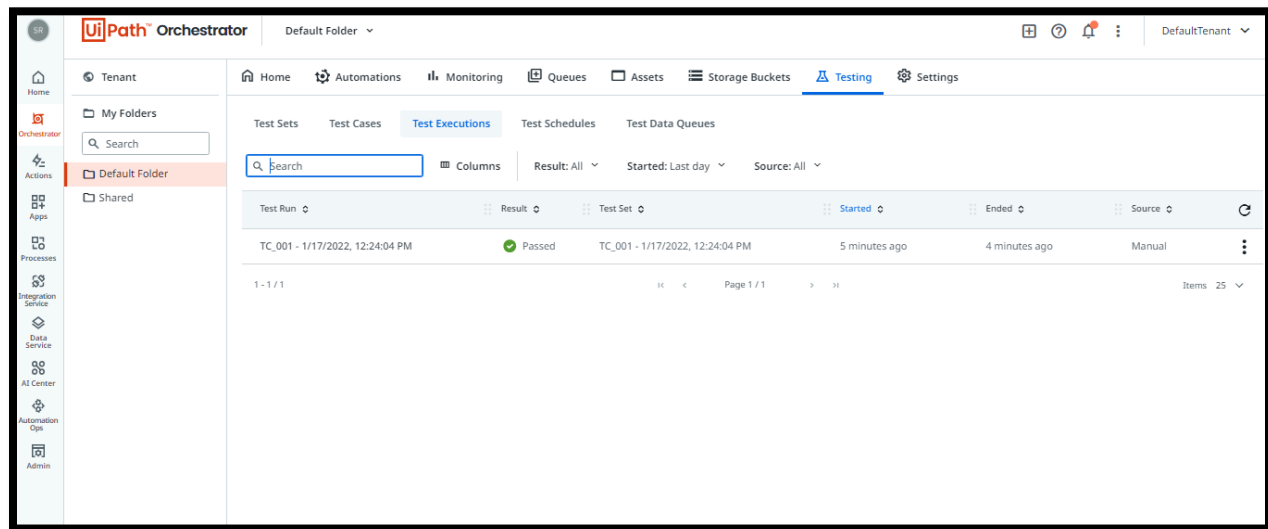 SR UiPath™ Orchestrator Default Folder DefaultTenant
Home
Orchestrator
Actions
Apps
Processes
Integration
Service
Data
Service
AI Center
Automation
Ops
Admin
Tenant
My Folders
Search
Default Folder
Shared
Home Automations Monitoring Queues Assets Storage Buckets Testing Settings
Test Sets Test Cases Test Executions Test Schedules Test Data Queues
Search Columns Result: All Started: Last day Source: All
Test Run Result Test Set Started Ended Source
TC_001 - 1/17/2022, 12:24:04 PM Passed TC_001 - 1/17/2022, 12:24:04 PM 5 minutes ago 4 minutes ago Manual
1 - 1 / 1 Page 1 / 1 Items 25